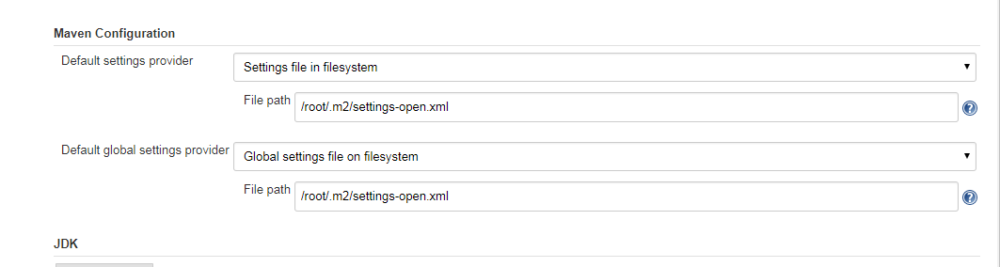 Maven Configuration
Default settings provider
Settings file in filesystem
File path
/root/.m2/settings-open.xml
?
Default global settings provider
Global settings file on filesystem
File path
/root/.m2/settings-open.xml
?
JDK